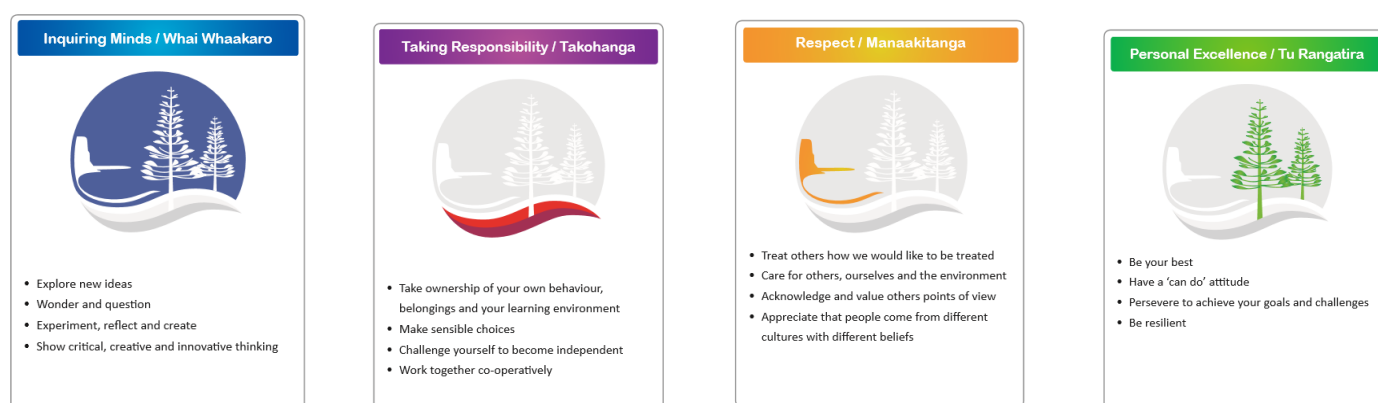 Inquiring Minds / Whai Whaakaro
• Explore new ideas
• Wonder and question
• Experiment, reflect and create
• Show critical, creative and innovative thinking
Taking Responsibility / Takohanga
• Take ownership of your own behaviour,
belongings and your learning environment
• Make sensible choices
• Challenge yourself to become independent
• Work together co-operatively
Respect / Manaakitanga
• Treat others how we would like to be treated
• Care for others, ourselves and the environment
• Acknowledge and value others points of view
• Appreciate that people come from different
cultures with different beliefs
Personal Excellence / Tu Rangatira
• Be your best
• Have a ‘can do’ attitude
• Persevere to achieve your goals and challenges
• Be resilient